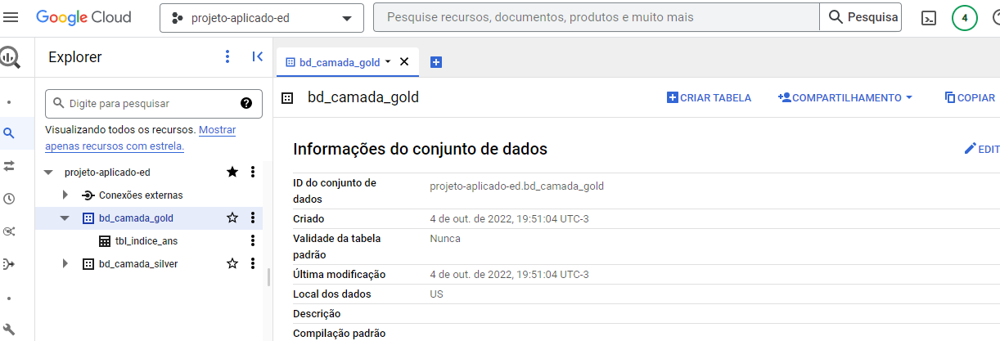 Google Cloud
projeto-aplicado-ed
Pesquise recursos, documentos, produtos e muito mais
Pesquisa
4
Explorer
bd_camada_gold
Digite para pesquisar
Visualizando todos os recursos. Mostrar
apenas recursos com estrela.
projeto-aplicado-ed
Conexões externas
bd_camada_gold
tbl_indice_ans
bd_camada_silver
bd_camada_gold
CRIAR TABELA
COMPARTILHAMENTO
COPIAR
Informações do conjunto de dados
EDIT
ID do conjunto de
dados
projeto-aplicado-ed.bd_camada_gold
Criado
4 de out. de 2022, 19:51:04 UTC-3
Validade da tabela
padrão
Nunca
Última modificação
4 de out. de 2022, 19:51:04 UTC-3
Local dos dados
US
Descrição
Compilação padrão